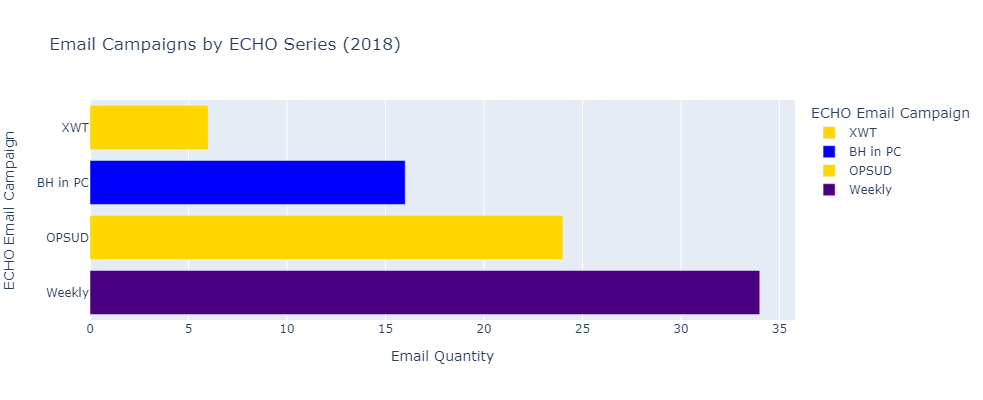 Email Campaigns by ECHO Series (2018)
ECHO Email Campaign
XWT
BH in PC
OPSUD
Weekly
0 5 10 15 20 25 30 35
Email Quantity
ECHO Email Campaign
XWT
BH in PC
OPSUD
Weekly